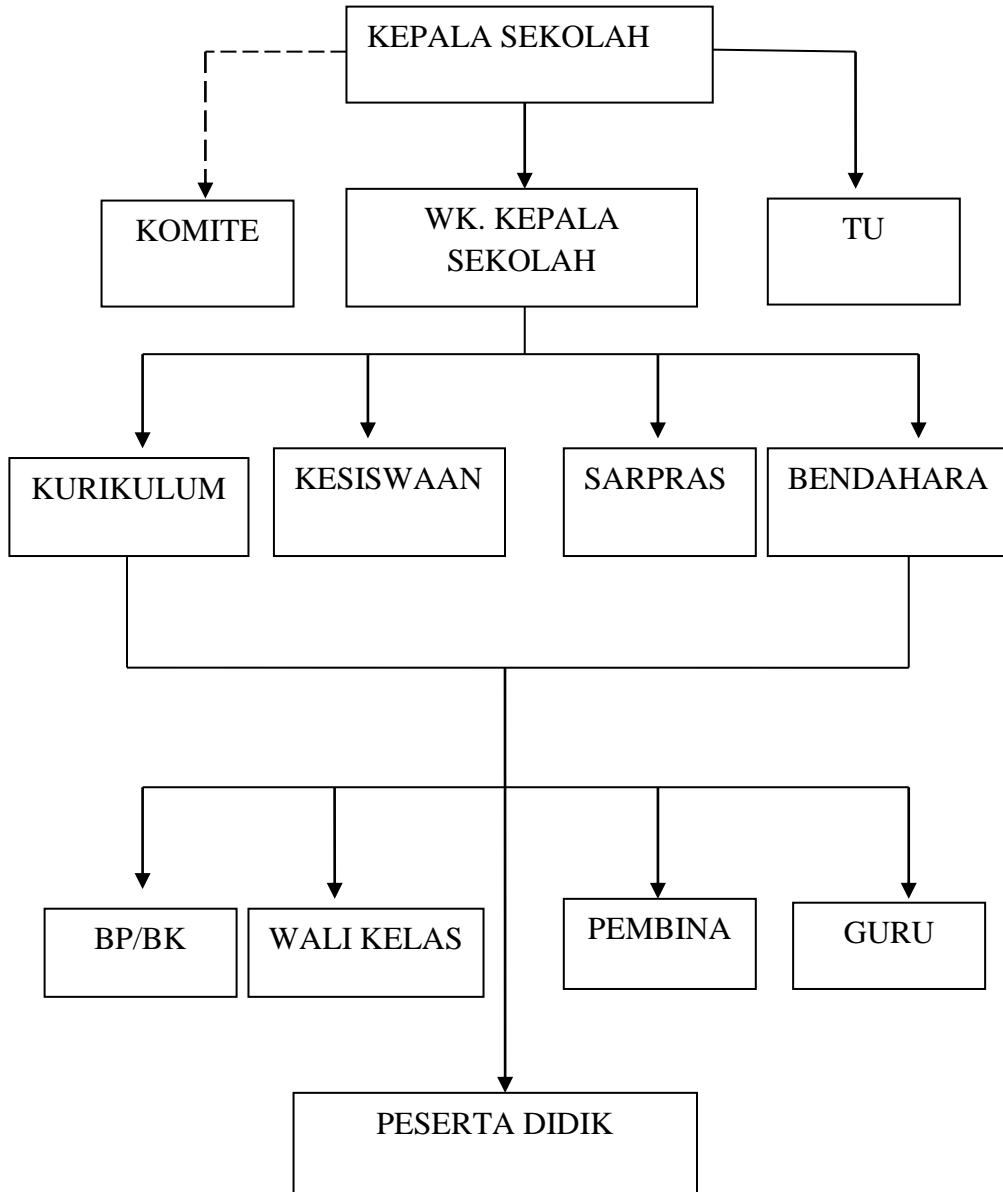 KEPALA SEKOLAH
KOMITE
WK. KEPALA
SEKOLAH
TU
KURIKULUM
KESISWAAN
SARPRAS
BENDAHARA
BP/BK
WALI KELAS
PEMBINA
GURU
PESERTA DIDIK